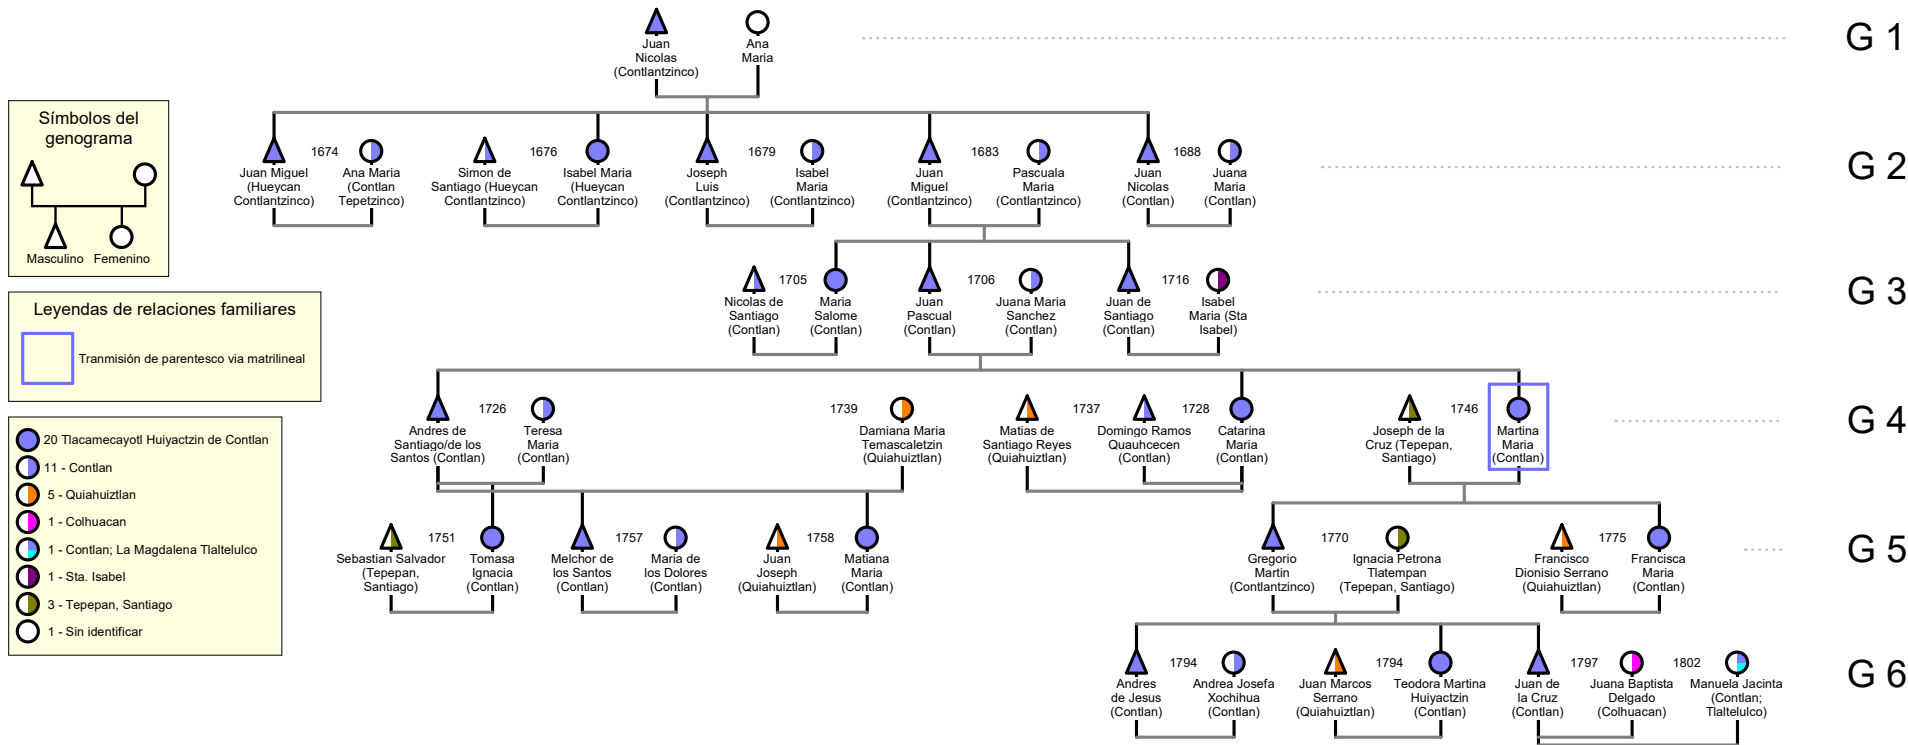 G 1
Juan
Nicolas
(Contlantzinco)
Ana
Maria
Símbolos del
genograma
Masculino Femenino
Leyendas de relaciones familiares
Tranmisión de parentesco via matrilineal
20 Tlacamecayotl Huiyactzin de Contlan
11 - Contlan
5 - Quiahuiztlan
1 - Colhuacan
1 - Contlan; La Magdalena Tlaltelulco
1 - Sta. Isabel
3 - Tepepan, Santiago
1 - Sin identificar
G 2
Juan Miguel
(Hueycan
Contlantzinco)
1674
Ana Maria
(Contlan
Tepetzinco)
Simon de
Santiago (Hueycan
Contlantzinco)
1676
Isabel Maria
(Hueycan
Contlantzinco)
Joseph
Luis
(Contlantzinco)
1679
Isabel
Maria
(Contlantzinco)
Juan
Miguel
(Contlantzinco)
1683
Pascuala
Maria
(Contlantzinco)
Juan
Nicolas
(Contlan)
1688
Juana
Maria
(Contlan)
G 3
Nicolas de
Santiago
(Contlan)
1705
Maria
Salome
(Contlan)
Juan
Pascual
(Contlan)
1706
Juana Maria
Sanchez
(Contlan)
Juan de
Santiago
(Contlan)
1716
Isabel
Maria (Sta
Isabel)
G 4
Andres de
Santiago/de los
Santos (Contlan)
1726
Teresa
Maria
(Contlan)
1739
Damiana Maria
Temascaletzin
(Quiahuiztlan)
Matias de
Santiago Reyes
(Quiahuiztlan)
1737
Domingo Ramos
Quauhcecen
(Contlan)
1728
Catarina
Maria
(Contlan)
Joseph de la
Cruz (Tepepan,
Santiago)
1746
Martina
Maria
(Contlan)
G 5
Sebastian Salvador
(Tepepan,
Santiago)
1751
Tomasa
Ignacia
(Contlan)
Melchor de
los Santos
(Contlan)
1757
Maria de
los Dolores
(Contlan)
Juan
Joseph
(Quiahuiztlan)
1758
Matiana
Maria
(Contlan)
Gregorio
Martin
(Contlantzinco)
1770
Ignacia Petrona
Tlatempan
(Tepepan, Santiago)
Francisco
Dionisio Serrano
(Quiahuiztlan)
1775
Francisca
Maria
(Contlan)
G 6
Andres
de Jesus
(Contlan)
1794
Andrea Josefa
Xochihua
(Contlan)
Juan Marcos
Serrano
(Quiahuiztlan)
1794
Teodora Martina
Huiyactzin
(Contlan)
Juan de
la Cruz
(Contlan)
1797
Juana Baptista
Delgado
(Colhuacan)
1802
Manuela Jacinta
(Contlan;
Tlaltelulco)